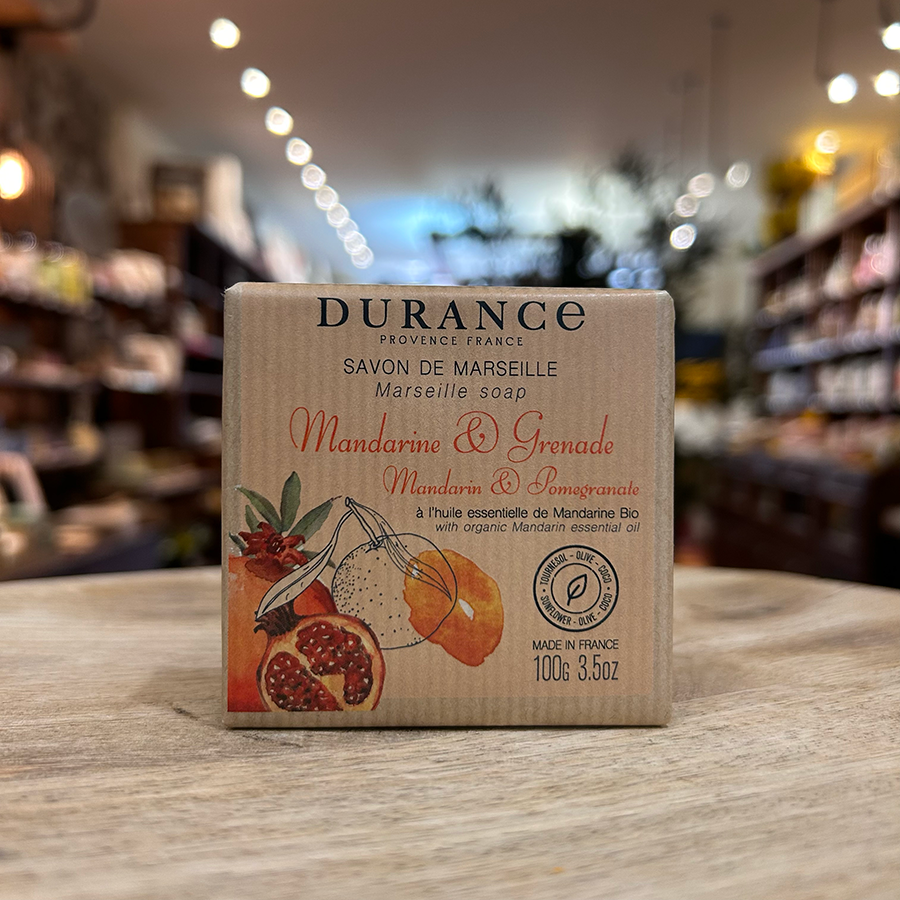 DURANCE
PROVENCE FRANCE
SAVON DE MARSEILLE
Marseille soap
Mandarine & Grenade
Mandarin & Pomegranate
à l'huile essentielle de Mandarine Bio
with organic Mandarin essential oil
TOURNESOL - OLIVE - COCO
SUNFLOWER - OLIVE - COCO
MADE IN FRANCE
100G 3.5OZ